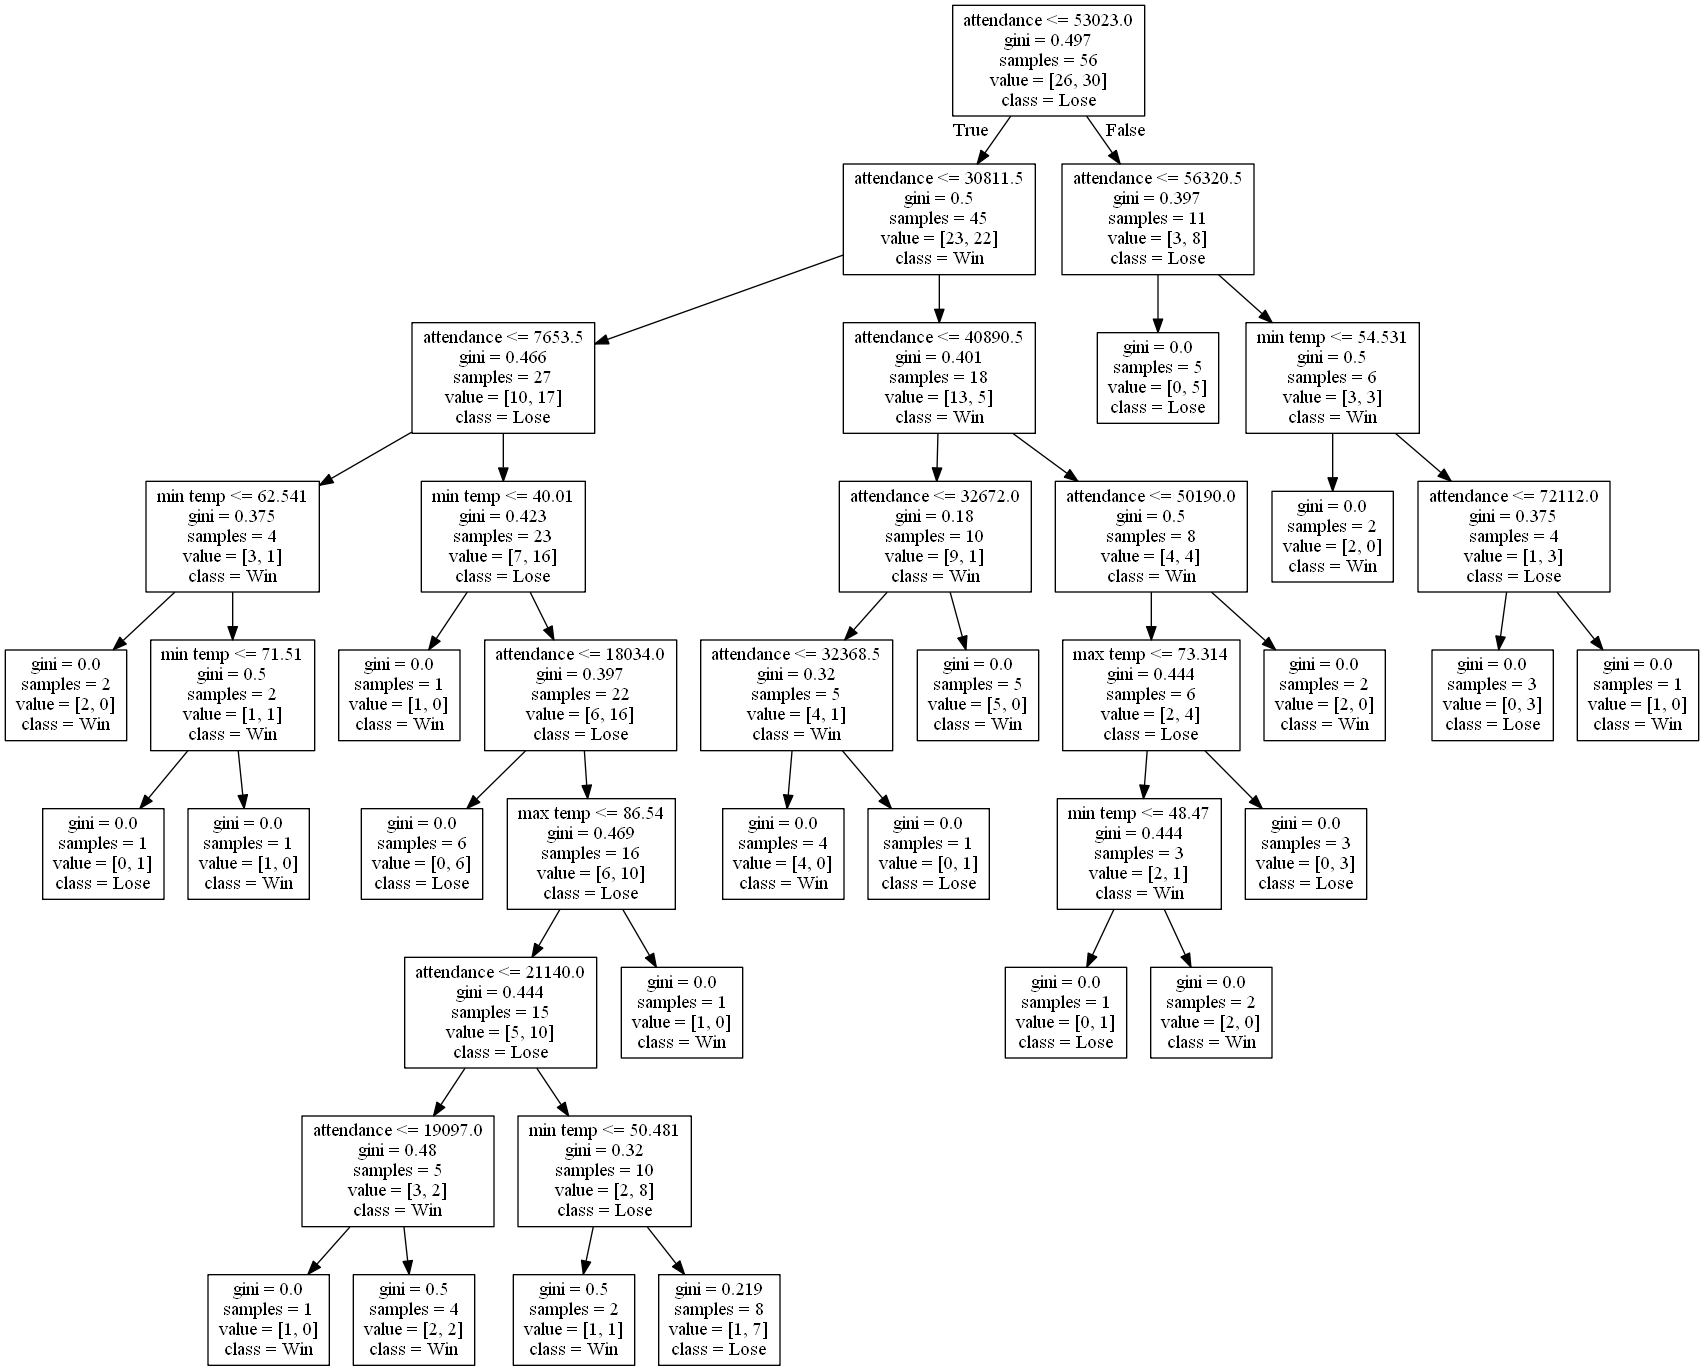 attendance <= 53023.0
gini = 0.497
samples = 56
value = [26, 30]
class = Lose
True
False
attendance <= 30811.5
gini = 0.5
samples = 45
value = [23, 22]
class = Win
attendance <= 56320.5
gini = 0.397
samples = 11
value = [3, 8]
class = Lose
attendance <= 7653.5
gini = 0.466
samples = 27
value = [10, 17]
class = Lose
attendance <= 40890.5
gini = 0.401
samples = 18
value = [13, 5]
class = Win
gini = 0.0
samples = 5
value = [0, 5]
class = Lose
min temp <= 54.531
gini = 0.5
samples = 6
value = [3, 3]
class = Win
min temp <= 62.541
gini = 0.375
samples = 4
value = [3, 1]
class = Win
min temp <= 40.01
gini = 0.423
samples = 23
value = [7, 16]
class = Lose
attendance <= 32672.0
gini = 0.18
samples = 10
value = [9, 1]
class = Win
attendance <= 50190.0
gini = 0.5
samples = 8
value = [4, 4]
class = Win
gini = 0.0
samples = 2
value = [2, 0]
class = Win
attendance <= 72112.0
gini = 0.375
samples = 4
value = [1, 3]
class = Lose
gini = 0.0
samples = 2
value = [2, 0]
class = Win
min temp <= 71.51
gini = 0.5
samples = 2
value = [1, 1]
class = Win
gini = 0.0
samples = 1
value = [1, 0]
class = Win
attendance <= 18034.0
gini = 0.397
samples = 22
value = [6, 16]
class = Lose
attendance <= 32368.5
gini = 0.32
samples = 5
value = [4, 1]
class = Win
gini = 0.0
samples = 5
value = [5, 0]
class = Win
max temp <= 73.314
gini = 0.444
samples = 6
value = [2, 4]
class = Lose
gini = 0.0
samples = 2
value = [2, 0]
class = Win
gini = 0.0
samples = 3
value = [0, 3]
class = Lose
gini = 0.0
samples = 1
value = [1, 0]
class = Win
gini = 0.0
samples = 1
value = [0, 1]
class = Lose
gini = 0.0
samples = 1
value = [1, 0]
class = Win
gini = 0.0
samples = 6
value = [0, 6]
class = Lose
max temp <= 86.54
gini = 0.469
samples = 16
value = [6, 10]
class = Lose
gini = 0.0
samples = 4
value = [4, 0]
class = Win
gini = 0.0
samples = 1
value = [0, 1]
class = Lose
min temp <= 48.47
gini = 0.444
samples = 3
value = [2, 1]
class = Win
gini = 0.0
samples = 3
value = [0, 3]
class = Lose
attendance <= 21140.0
gini = 0.444
samples = 15
value = [5, 10]
class = Lose
gini = 0.0
samples = 1
value = [1, 0]
class = Win
gini = 0.0
samples = 1
value = [0, 1]
class = Lose
gini = 0.0
samples = 2
value = [2, 0]
class = Win
attendance <= 19097.0
gini = 0.48
samples = 5
value = [3, 2]
class = Win
min temp <= 50.481
gini = 0.32
samples = 10
value = [2, 8]
class = Lose
gini = 0.0
samples = 1
value = [1, 0]
class = Win
gini = 0.5
samples = 4
value = [2, 2]
class = Win
gini = 0.5
samples = 2
value = [1, 1]
class = Win
gini = 0.219
samples = 8
value = [1, 7]
class = Lose